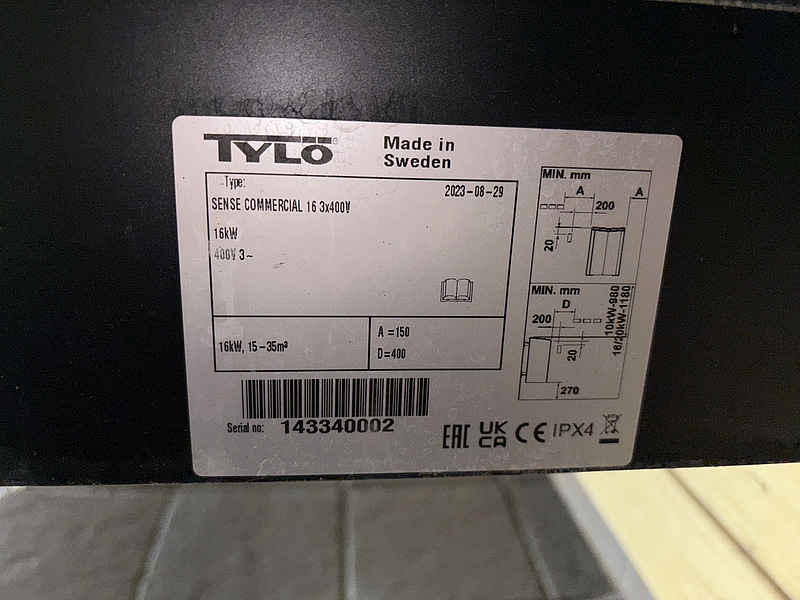 TYLÖ®
Made in
Sweden
Type:
2023-08-29
SENSE COMMERCIAL 16 3x400V
16kW
400V 3~
16kW, 15-35m³
A =150
D=400
Serial no: 143340002
MIN. mm
A
A
200
20
MIN. mm
D
200
20
10kW-980
16/20kW-1180
270
EAC UK CA CE IPX4